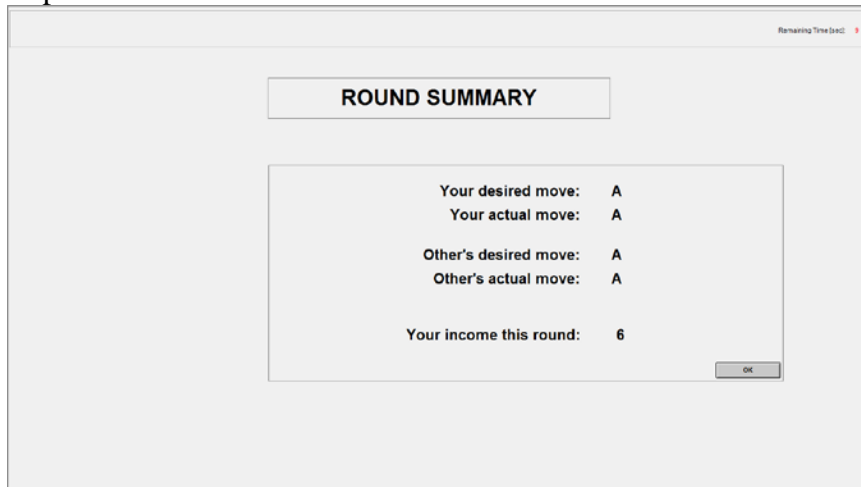 Remaining Time [sec]: 9
ROUND SUMMARY
Your desired move: A
Your actual move: A
Other's desired move: A
Other's actual move: A
Your income this round: 6
OK